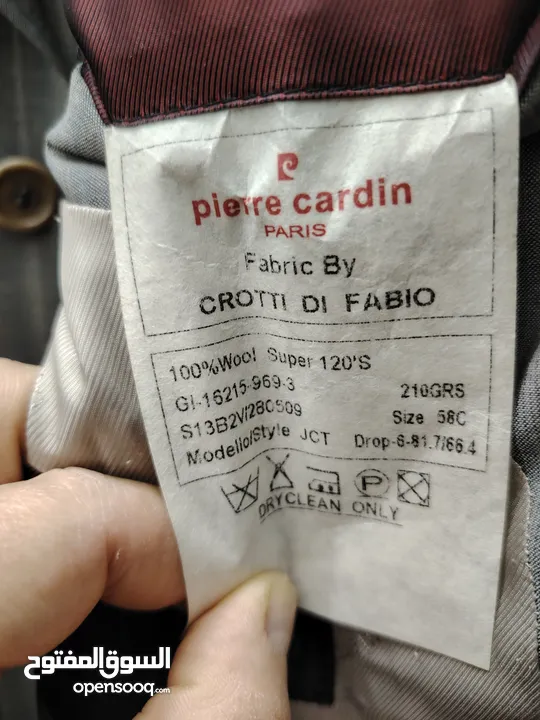 pierre cardin
PARIS
Fabric By
CROTTI DI FABIO
100%Wool Super 120'S
GI-16215-969-3 210GRS
S13B2V/280509 Size 58C
Modello/Style JCT Drop-6-81.7/66.4
P
DRYCLEAN ONLY
السوق المفتوح
opensooq.com